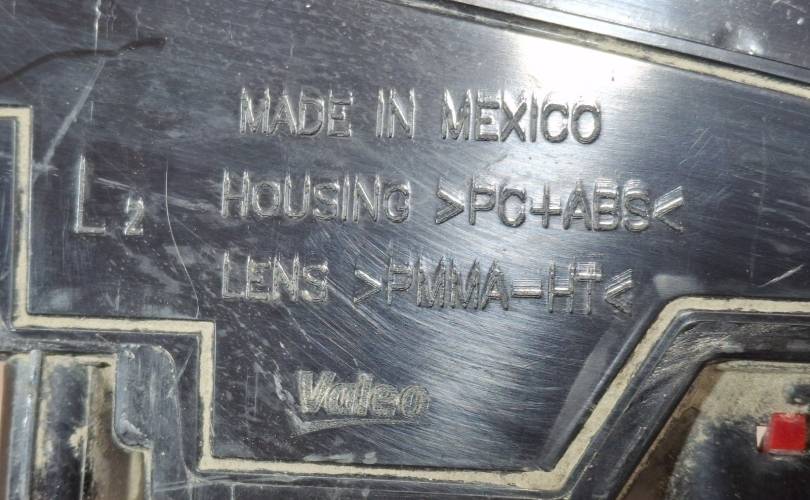 MADE IN MEXICO
L2
HOUSING >PC+ABS<
LENS >PMMA-HT<
Valeo